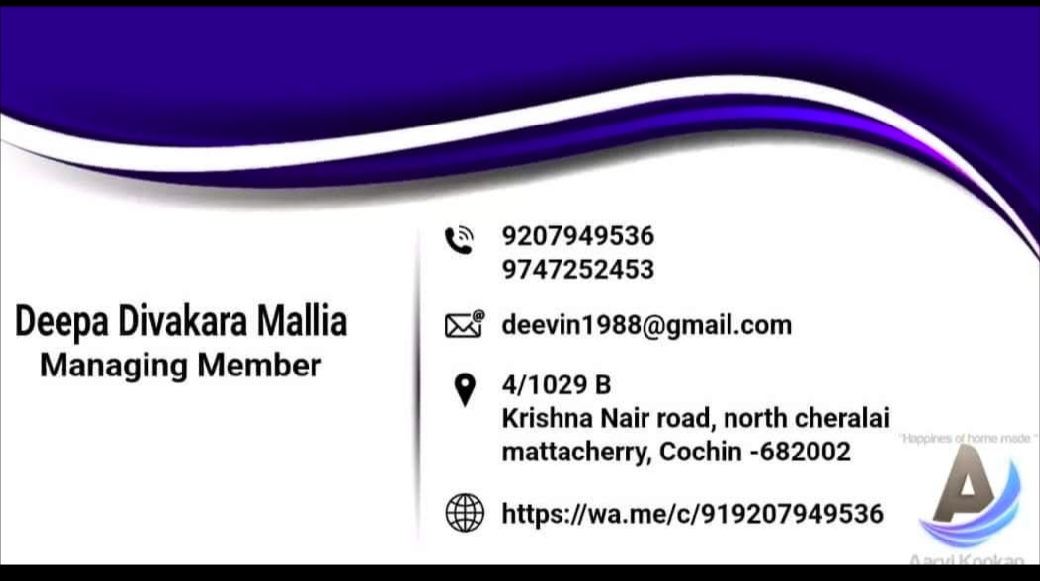 Deepa Divakara Mallia
Managing Member
9207949536
9747252453
deevin1988@gmail.com
4/1029 B
Krishna Nair road, north cheralai
mattacherry, Cochin -682002
https://wa.me/c/919207949536
"Happines of home made "
A